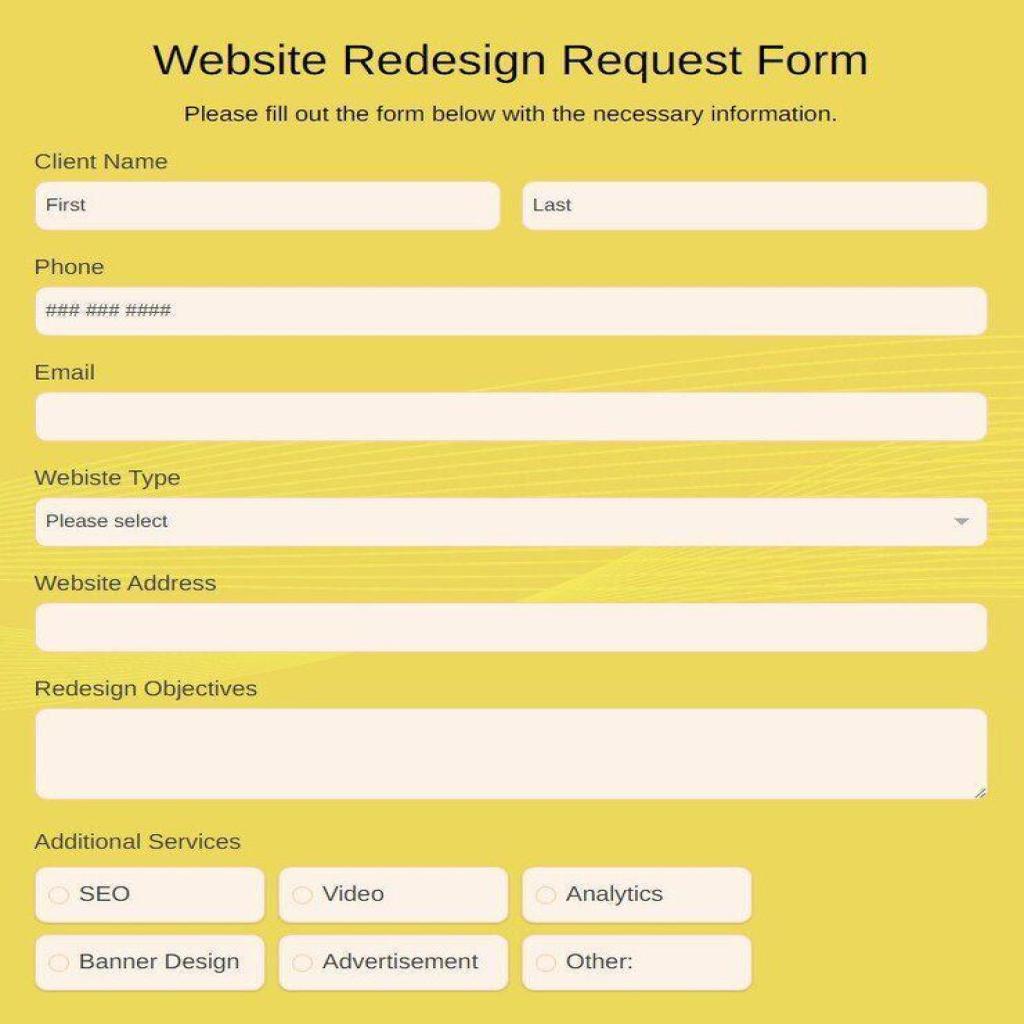 Website Redesign Request Form
Please fill out the form below with the necessary information.
Client Name
First Last
Phone
### ### ####
Email
Webiste Type
Please select
Website Address
Redesign Objectives
Additional Services
SEO Video Analytics
Banner Design Advertisement Other: